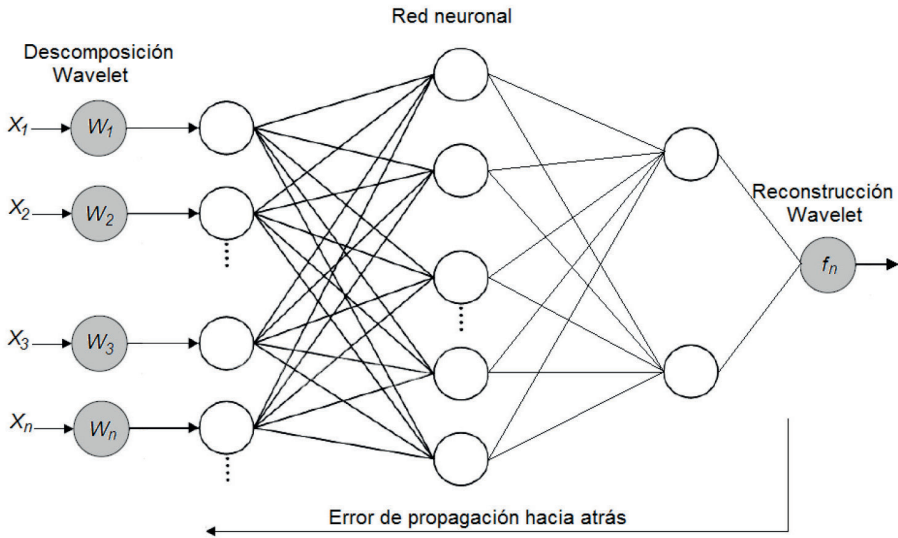 Red neuronal
Descomposición
Wavelet
X1
W1
X2
W2
Reconstrucción
Wavelet
fn
X3
W3
Xn
Wn
Error de propagación hacia atrás